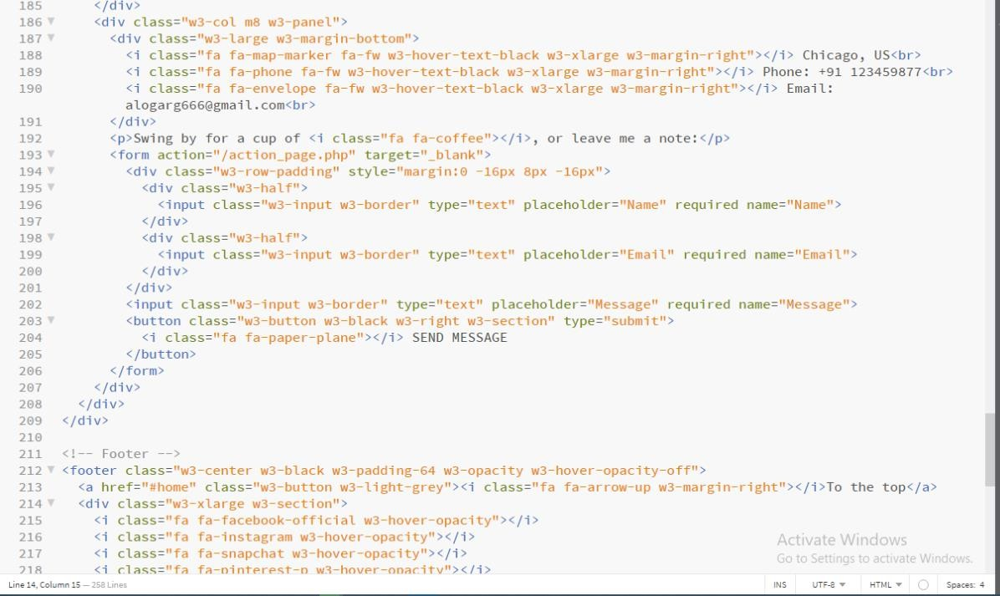 185 </div>
186 <div class="w3-col m8 w3-panel">
187 <div class="w3-large w3-margin-bottom">
188 <i class="fa fa-map-marker fa-fw w3-hover-text-black w3-xlarge w3-margin-right"></i> Chicago, US<br>
189 <i class="fa fa-phone fa-fw w3-hover-text-black w3-xlarge w3-margin-right"></i> Phone: +91 123459877<br>
190 <i class="fa fa-envelope fa-fw w3-hover-text-black w3-xlarge w3-margin-right"></i> Email:
alogarg666@gmail.com<br>
191 </div>
192 <p>Swing by for a cup of <i class="fa fa-coffee"></i>, or leave me a note:</p>
193 <form action="/action_page.php" target="_blank">
194 <div class="w3-row-padding" style="margin:0 -16px 8px -16px">
195 <div class="w3-half">
196 <input class="w3-input w3-border" type="text" placeholder="Name" required name="Name">
197 </div>
198 <div class="w3-half">
199 <input class="w3-input w3-border" type="text" placeholder="Email" required name="Email">
200 </div>
201 </div>
202 <input class="w3-input w3-border" type="text" placeholder="Message" required name="Message">
203 <button class="w3-button w3-black w3-right w3-section" type="submit">
204 <i class="fa fa-paper-plane"></i> SEND MESSAGE
205 </button>
206 </form>
207 </div>
208 </div>
209 </div>
210
211 <!-- Footer -->
212 <footer class="w3-center w3-black w3-padding-64 w3-opacity w3-hover-opacity-off">
213 <a href="#home" class="w3-button w3-light-grey"><i class="fa fa-arrow-up w3-margin-right"></i>To the top</a>
214 <div class="w3-xlarge w3-section">
215 <i class="fa fa-facebook-official w3-hover-opacity"></i>
216 <i class="fa fa-instagram w3-hover-opacity"></i>
217 <i class="fa fa-snapchat w3-hover-opacity"></i>
218 <i class="fa fa-pinterest-p w3-hover-opacity"></i>
Activate Windows
Go to Settings to activate Windows.
Line 14, Column 15 — 258 Lines INS UTF-8 HTML Spaces: 4